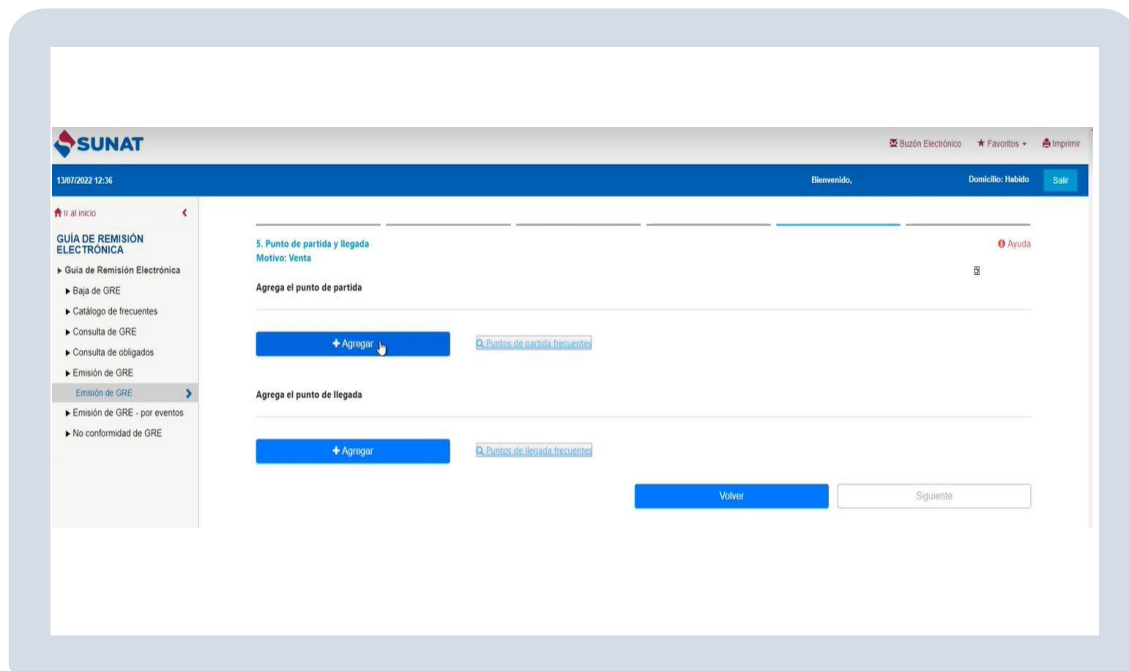 SUNAT
Buzón Electrónico Favoritos Imprimir
13/07/2022 12:36 Bienvenido, Domicilio: Habido Salir
Ir al inicio
GUÍA DE REMISIÓN
ELECTRÓNICA
Guia de Remisión Electrónica
Baja de GRE
Catálogo de frecuentes
Consulta de GRE
Consulta de obligados
Emisión de GRE
Emisión de GRE
Emisión de GRE - por eventos
No conformidad de GRE
5. Punto de partida y llegada
Motivo: Venta
Ayuda
Agrega el punto de partida
+ Agregar Puntos de partida frecuentes
Agrega el punto de llegada
+ Agregar Puntos de llegada frecuentes
Volver Siguiente